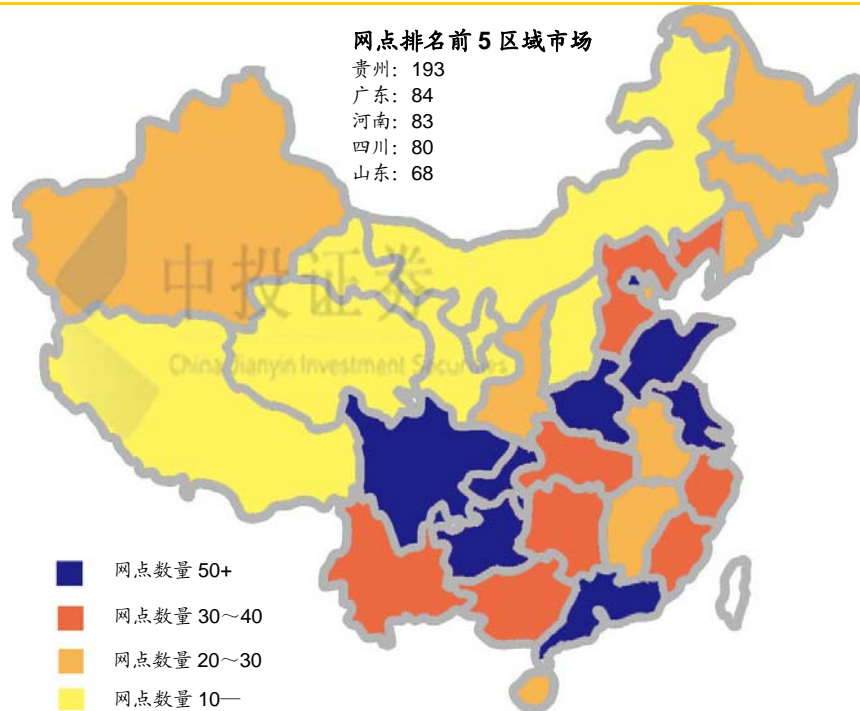 网点排名前 5 区域市场
贵州：193
广东：84
河南：83
四川：80
山东：68
中投证券
China Jianyin Investment Securities
网点数量 50+
网点数量 30～40
网点数量 20～30
网点数量 10—